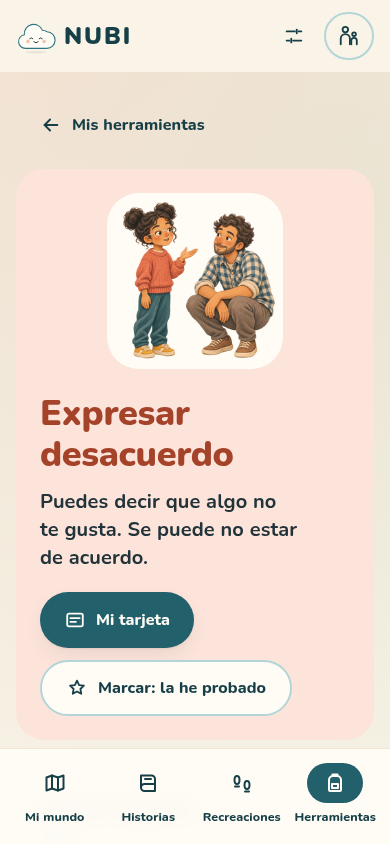 NUBI
Mis herramientas
Expresar
desacuerdo
Puedes decir que algo no
te gusta. Se puede no estar
de acuerdo.
Mi tarjeta
Marcar: la he probado
Mi mundo
Historias
Recreaciones
Herramientas